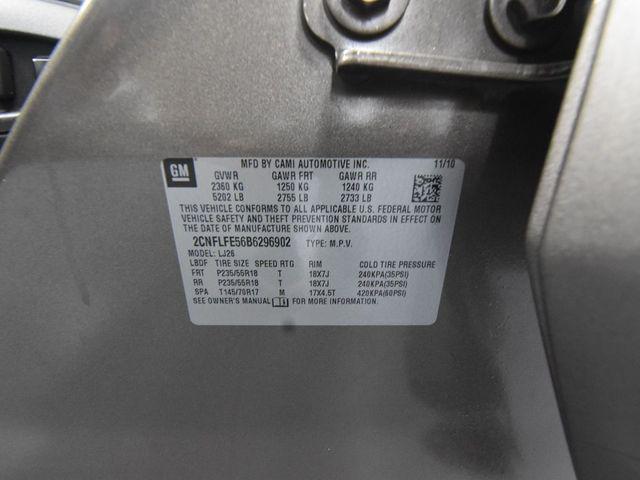 GM
MFD BY CAMI AUTOMOTIVE INC. 11/10
GVWR GAWR FRT GAWR RR
2360 KG 1250 KG 1240 KG
5202 LB 2755 LB 2733 LB
THIS VEHICLE CONFORMS TO ALL APPLICABLE U.S. FEDERAL MOTOR
VEHICLE SAFETY AND THEFT PREVENTION STANDARDS IN EFFECT ON
THE DATE OF MANUFACTURE SHOWN ABOVE.
2CNFLFE56B6296902 TYPE: M.P.V.
MODEL: LJ26
LBDF TIRE SIZE SPEED RTG RIM COLD TIRE PRESSURE
FRT P235/55R18 T 18X7J 240KPA(35PSI)
RR P235/55R18 T 18X7J 240KPA(35PSI)
SPA T145/70R17 M 17X4.5T 420KPA(60PSI)
SEE OWNER'S MANUAL FOR MORE INFORMATION.